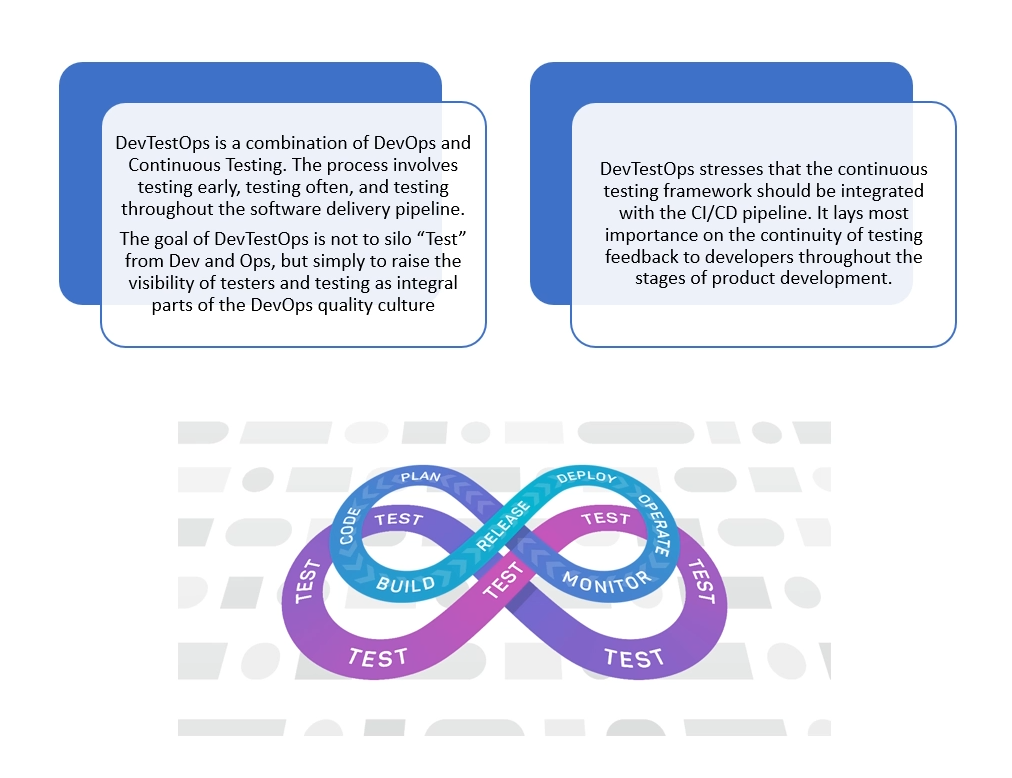 DevTestOps is a combination of DevOps and
Continuous Testing. The process involves
testing early, testing often, and testing
throughout the software delivery pipeline.
The goal of DevTestOps is not to silo “Test”
from Dev and Ops, but simply to raise the
visibility of testers and testing as integral
parts of the DevOps quality culture
DevTestOps stresses that the continuous
testing framework should be integrated
with the CI/CD pipeline. It lays most
importance on the continuity of testing
feedback to developers throughout the
stages of product development.
PLAN
CODE
BUILD
RELEASE
DEPLOY
OPERATE
MONITOR
TEST
TEST
TEST
TEST
TEST
TEST
TEST